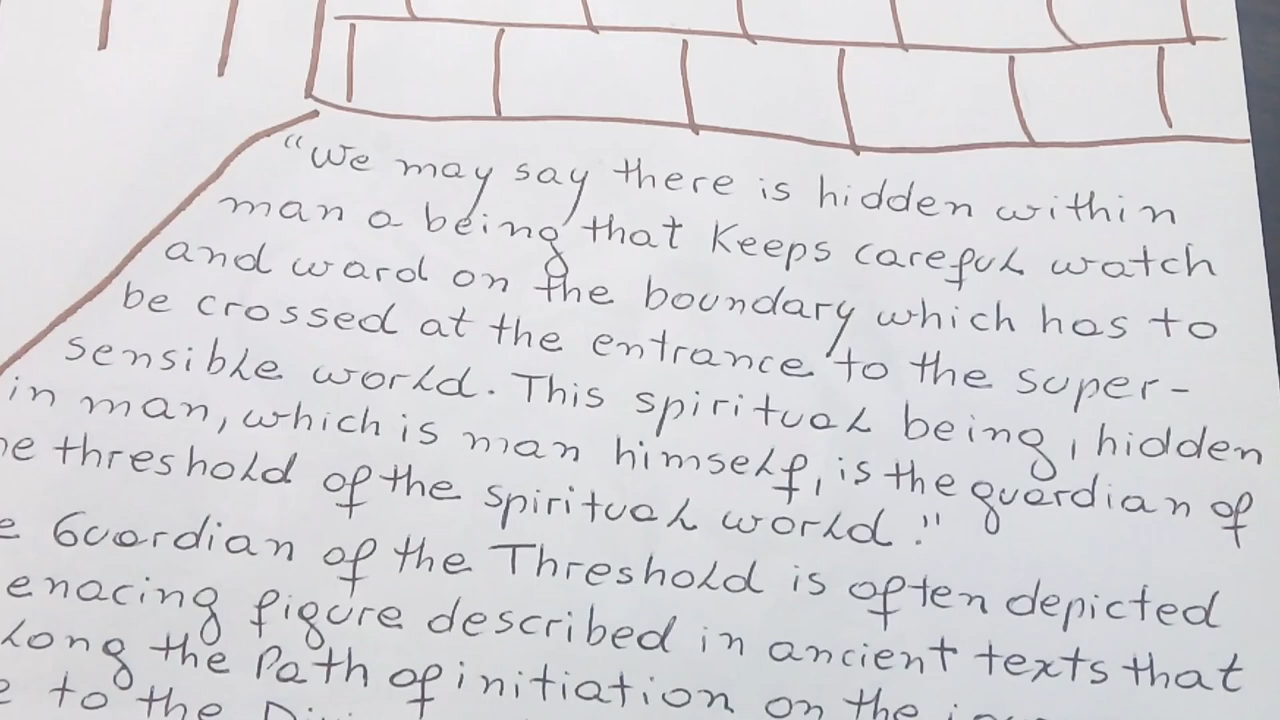 "We may say there is hidden within
man a being that keeps careful watch
and ward on the boundary which has to
be crossed at the entrance to the super-
sensible world. This spiritual being, hidden
in man, which is man himself, is the guardian of
threshold of the spiritual world."
Guardian of the Threshold is often depicted
figure described in ancient texts that
the Path of initiation on the
to the